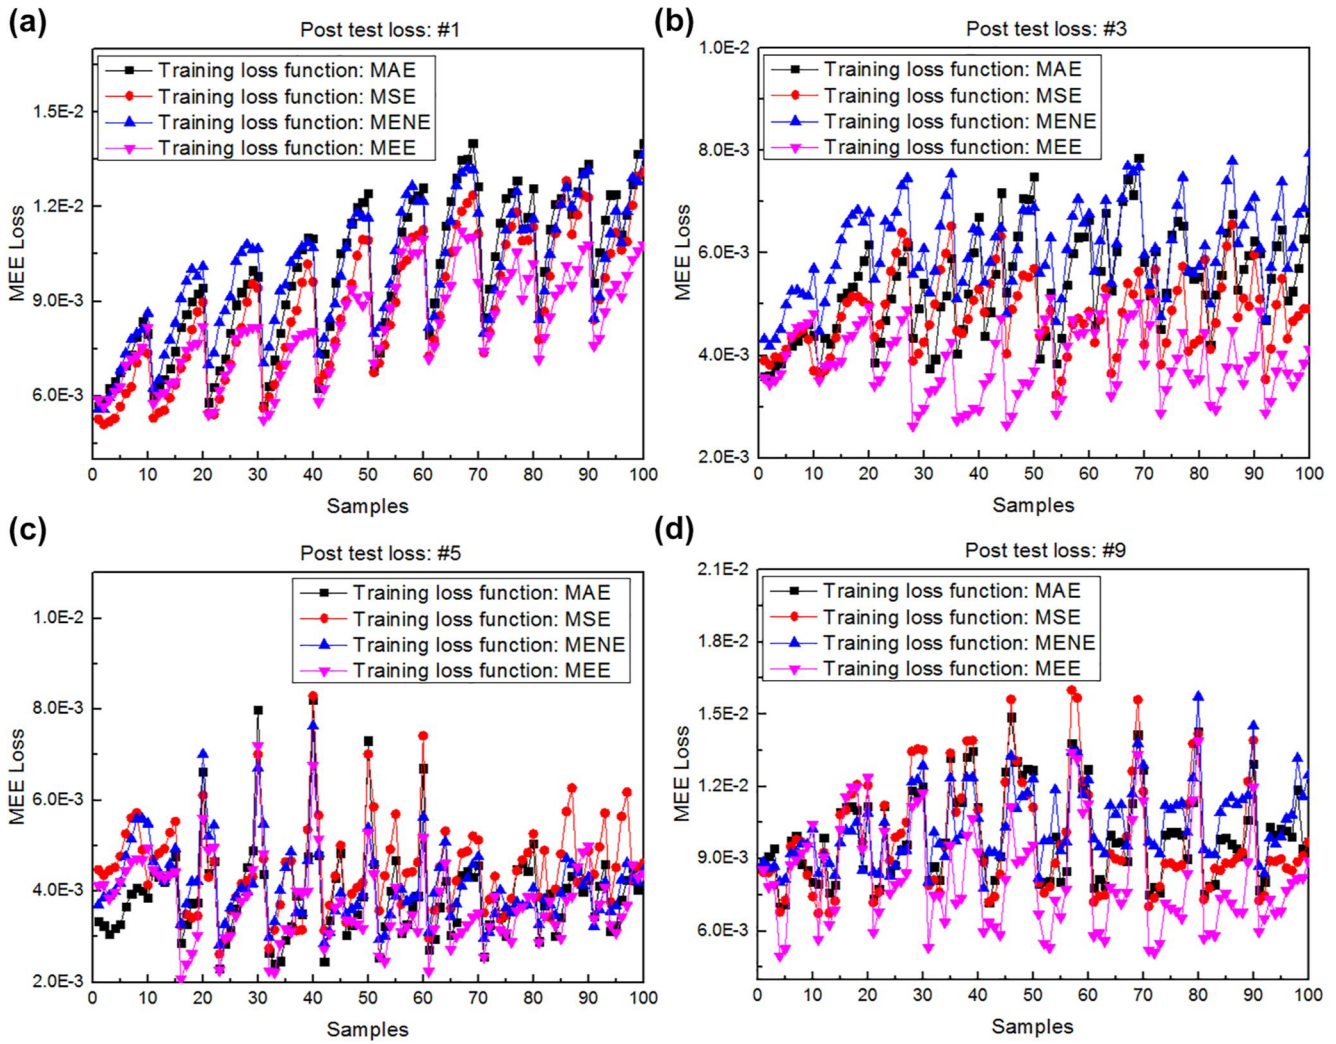 (a)
Post test loss: #1
Training loss function: MAE
Training loss function: MSE
Training loss function: MENE
Training loss function: MEE
1.5E-2
1.2E-2
9.0E-3
6.0E-3
MEE Loss
0 10 20 30 40 50 60 70 80 90 100
Samples
(b)
Post test loss: #3
Training loss function: MAE
Training loss function: MSE
Training loss function: MENE
Training loss function: MEE
1.0E-2
8.0E-3
6.0E-3
4.0E-3
2.0E-3
MEE Loss
0 10 20 30 40 50 60 70 80 90 100
Samples
(c)
Post test loss: #5
Training loss function: MAE
Training loss function: MSE
Training loss function: MENE
Training loss function: MEE
1.0E-2
8.0E-3
6.0E-3
4.0E-3
2.0E-3
MEE Loss
0 10 20 30 40 50 60 70 80 90 100
Samples
(d)
Post test loss: #9
Training loss function: MAE
Training loss function: MSE
Training loss function: MENE
Training loss function: MEE
2.1E-2
1.8E-2
1.5E-2
1.2E-2
9.0E-3
6.0E-3
MEE Loss
0 10 20 30 40 50 60 70 80 90 100
Samples